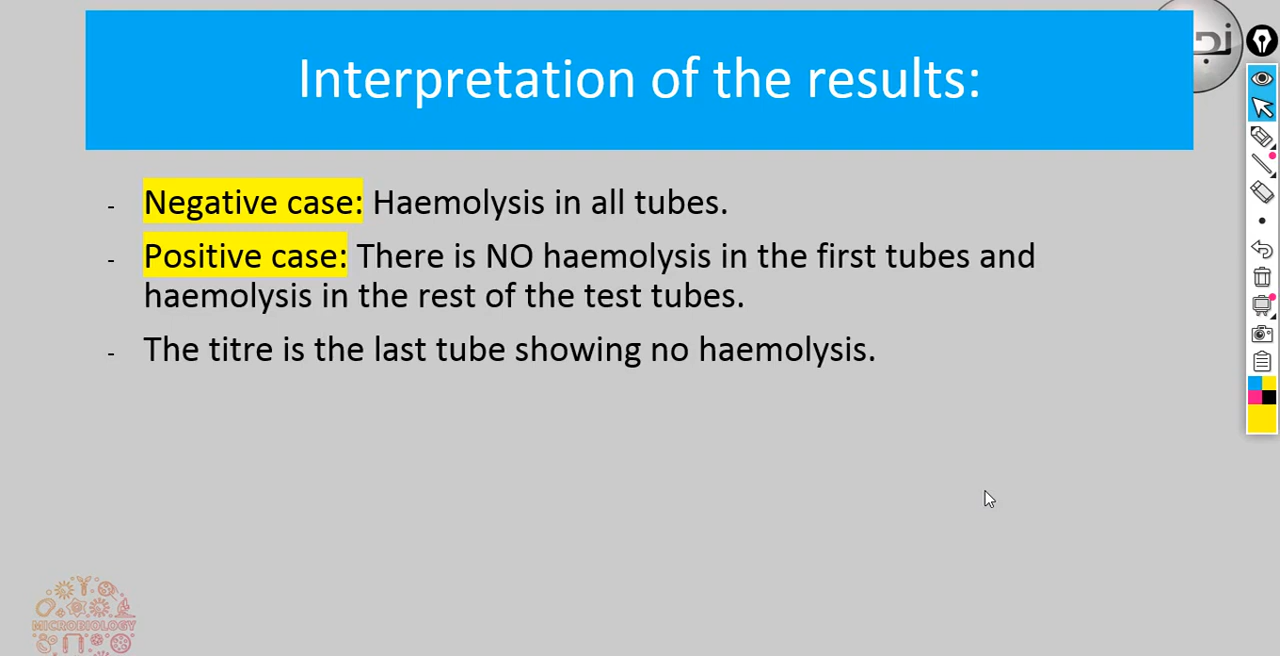 Interpretation of the results:
- Negative case: Haemolysis in all tubes.
- Positive case: There is NO haemolysis in the first tubes and
haemolysis in the rest of the test tubes.
- The titre is the last tube showing no haemolysis.
MICROBIOLOGY